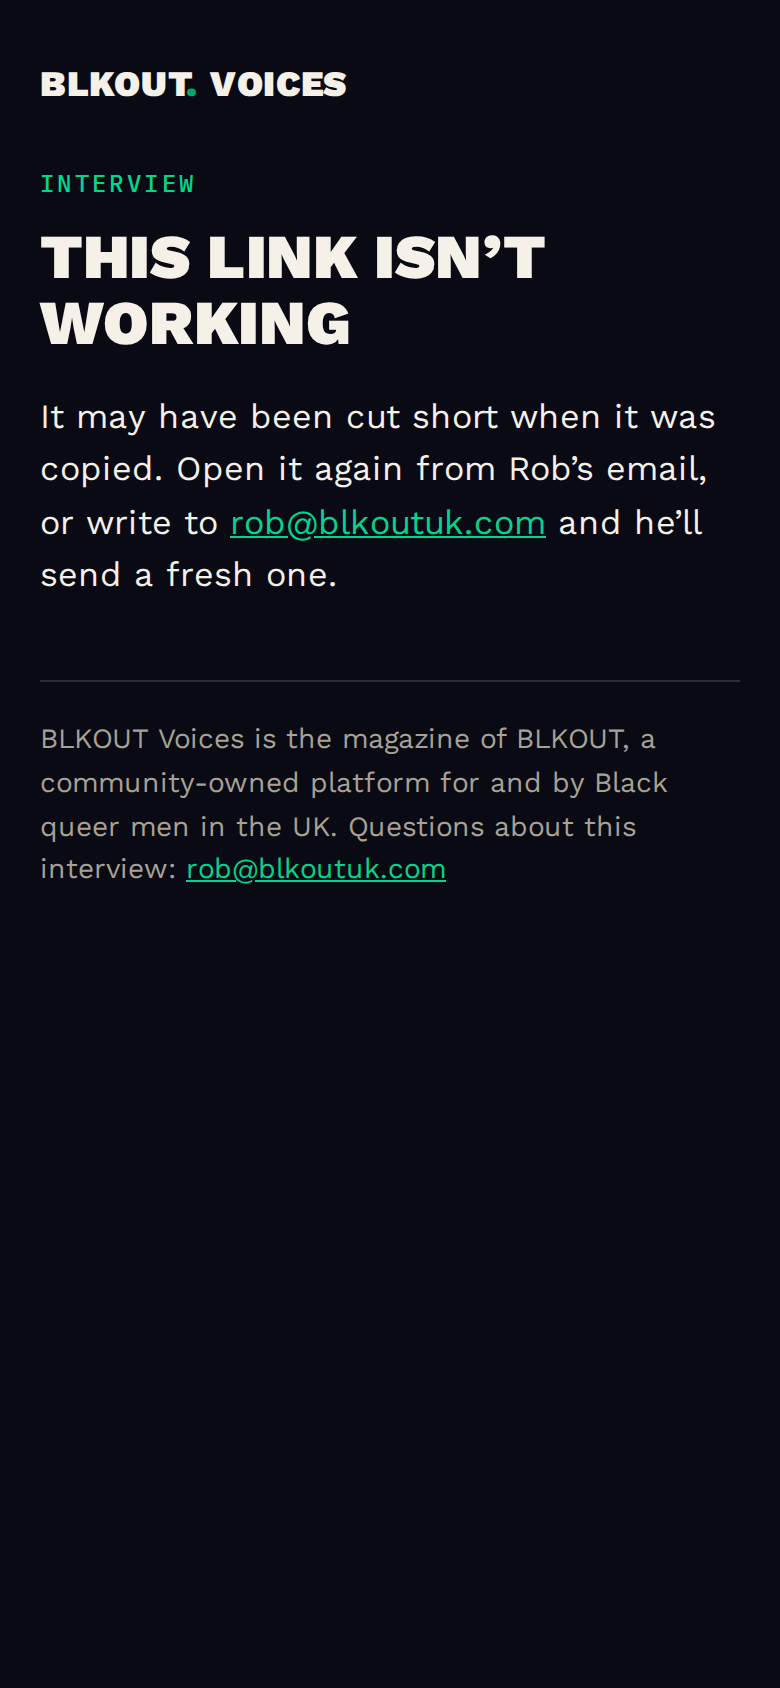 BLKOUT. VOICES
INTERVIEW
THIS LINK ISN’T
WORKING
It may have been cut short when it was
copied. Open it again from Rob’s email,
or write to rob@blkoutuk.com and he’ll
send a fresh one.
BLKOUT Voices is the magazine of BLKOUT, a
community-owned platform for and by Black
queer men in the UK. Questions about this
interview: rob@blkoutuk.com